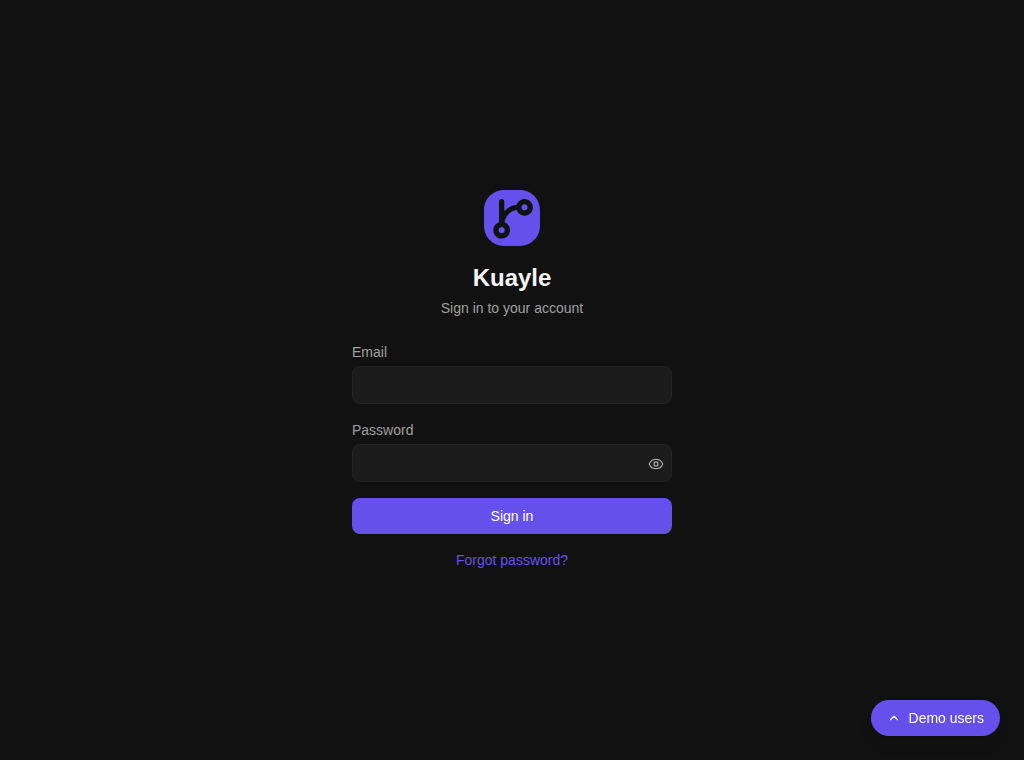 Kuayle
Sign in to your account
Email
Password
Sign in
Forgot password?
Demo users